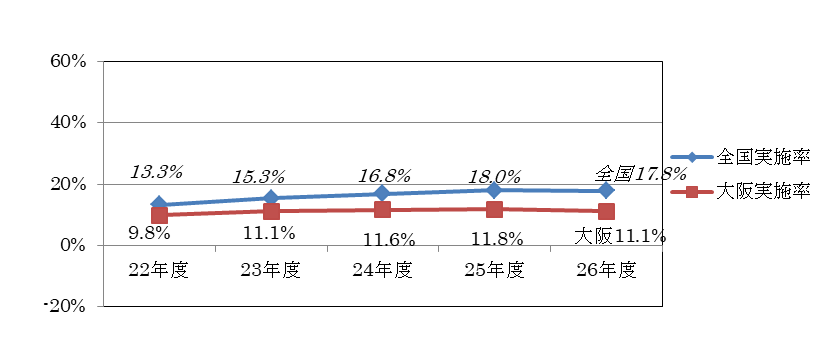 60%
40%
20%
0%
-20%
13.3%
15.3%
16.8%
18.0%
全国17.8%
9.8%
11.1%
11.6%
11.8%
大阪11.1%
22年度
23年度
24年度
25年度
26年度
全国実施率
大阪実施率